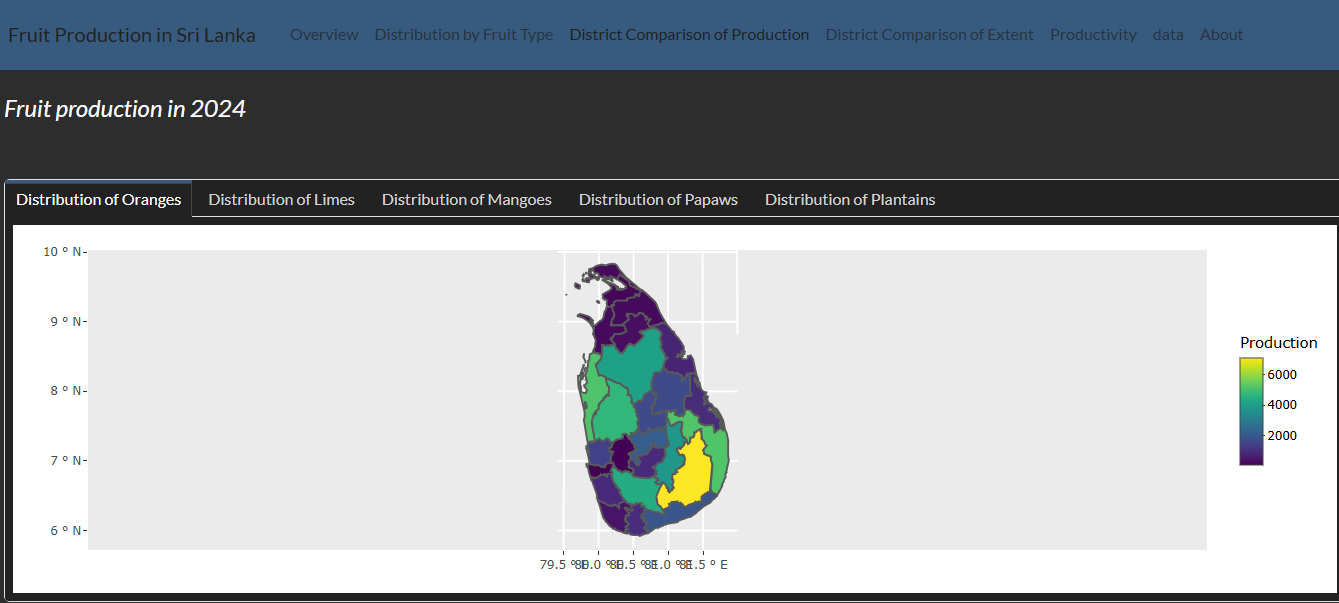 Fruit Production in Sri Lanka Overview Distribution by Fruit Type District Comparison of Production District Comparison of Extent Productivity data About
Fruit production in 2024
Distribution of Oranges Distribution of Limes Distribution of Mangoes Distribution of Papaws Distribution of Plantains
10 ° N
9 ° N
8 ° N
7 ° N
6 ° N
79.5 ° E 80.0 ° E 80.5 ° E 81.0 ° E 81.5 ° E
Production
6000
4000
2000